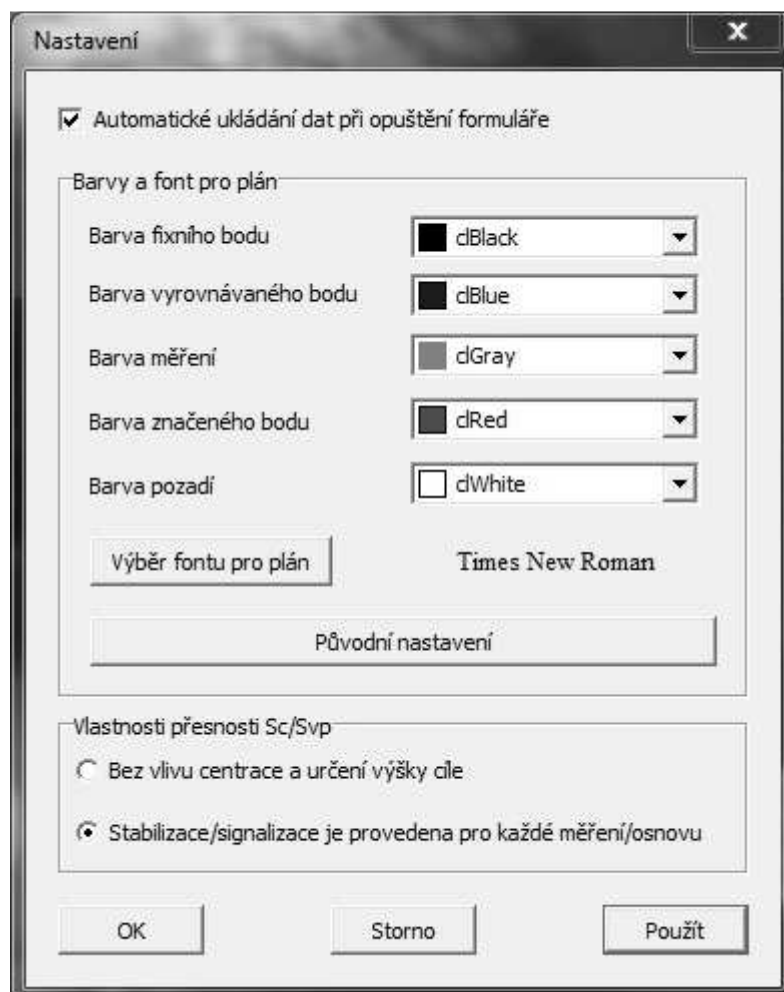 Nastavení
Automatické ukládání dat při opuštění formuláře
Barvy a font pro plán
Barva fixního bodu clBlack
Barva vyrovnávaného bodu clBlue
Barva měření clGray
Barva značeného bodu clRed
Barva pozadí clWhite
Výběr fontu pro plán Times New Roman
Původní nastavení
Vlastnosti přesnosti Sc/Svp
Bez vlivu centrace a určení výšky cíle
Stabilizace/signalizace je provedena pro každé měření/osnovu
OK Storno Použít